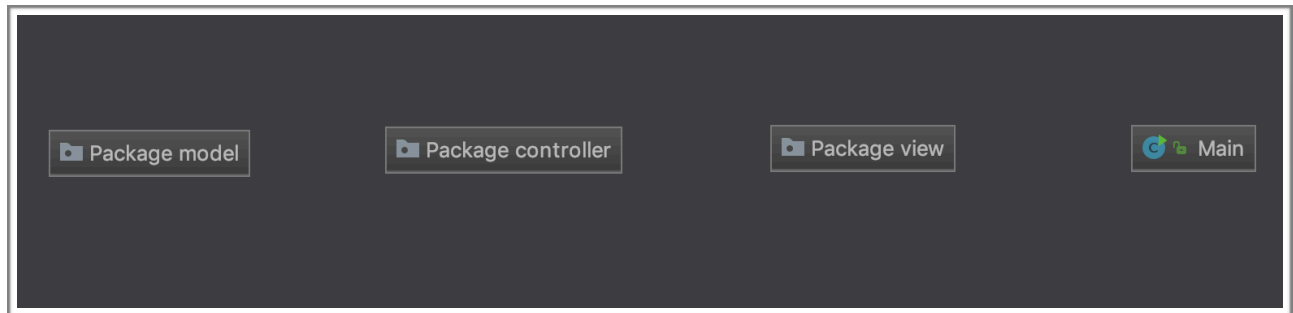 Package model
Package controller
Package view
C Main